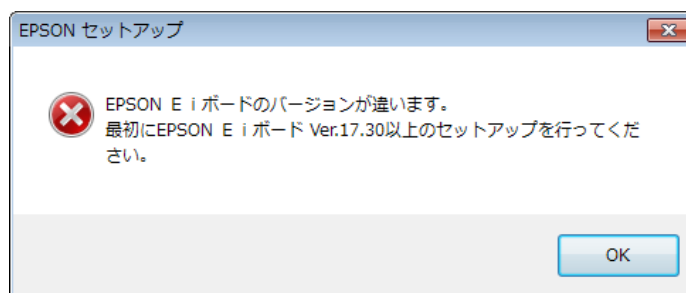 EPSON セットアップ
EPSON Ｅｉボードのバージョンが違います。
最初にEPSON Ｅｉボード Ver.17.30以上のセットアップを行ってくだ
さい。
OK